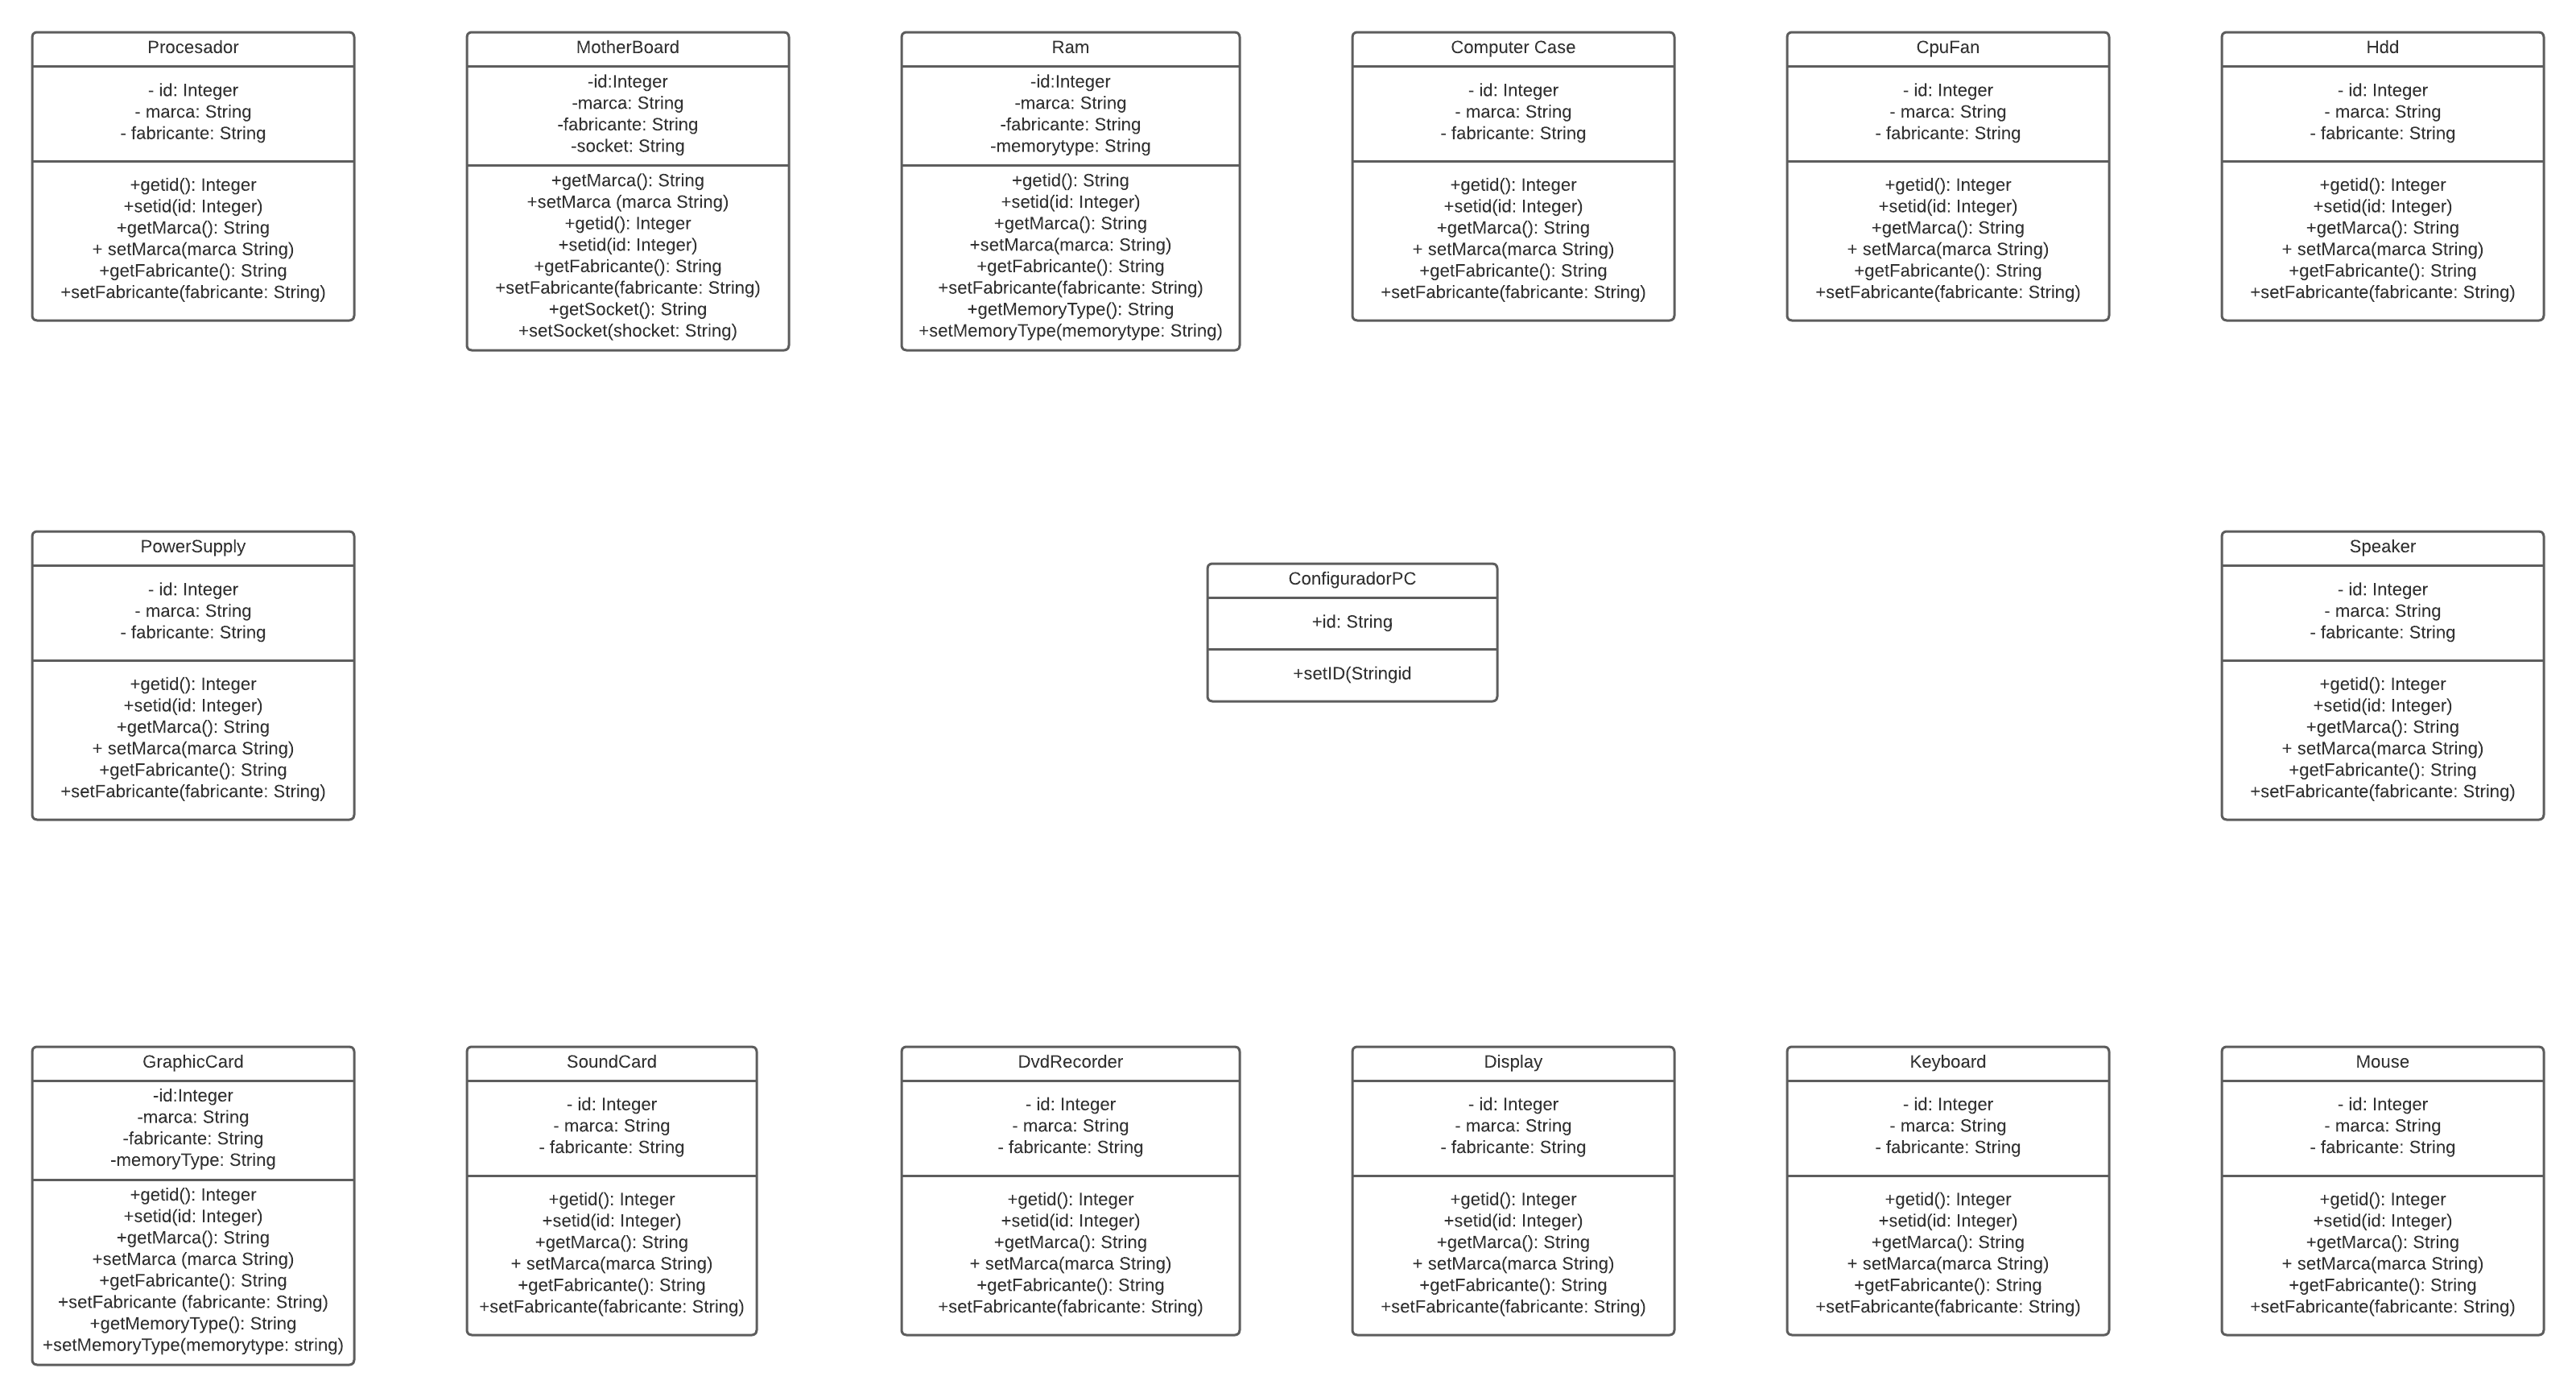 Procesador
- id: Integer
- marca: String
- fabricante: String
+getid(): Integer
+setid(id: Integer)
+getMarca(): String
+ setMarca(marca String)
+getFabricante(): String
+setFabricante(fabricante: String)
MotherBoard
-id:Integer
-marca: String
-fabricante: String
-socket: String
+getMarca(): String
+setMarca (marca String)
+getid(): Integer
+setid(id: Integer)
+getFabricante(): String
+setFabricante(fabricante: String)
+getSocket(): String
+setSocket(shocket: String)
Ram
-id:Integer
-marca: String
-fabricante: String
-memorytype: String
+getid(): String
+setid(id: Integer)
+getMarca(): String
+setMarca(marca: String)
+getFabricante(): String
+setFabricante(fabricante: String)
+getMemoryType(): String
+setMemoryType(memorytype: String)
Computer Case
- id: Integer
- marca: String
- fabricante: String
+getid(): Integer
+setid(id: Integer)
+getMarca(): String
+ setMarca(marca String)
+getFabricante(): String
+setFabricante(fabricante: String)
CpuFan
- id: Integer
- marca: String
- fabricante: String
+getid(): Integer
+setid(id: Integer)
+getMarca(): String
+ setMarca(marca String)
+getFabricante(): String
+setFabricante(fabricante: String)
Hdd
- id: Integer
- marca: String
- fabricante: String
+getid(): Integer
+setid(id: Integer)
+getMarca(): String
+ setMarca(marca String)
+getFabricante(): String
+setFabricante(fabricante: String)
PowerSupply
- id: Integer
- marca: String
- fabricante: String
+getid(): Integer
+setid(id: Integer)
+getMarca(): String
+ setMarca(marca String)
+getFabricante(): String
+setFabricante(fabricante: String)
ConfiguradorPC
+id: String
+setID(Stringid
Speaker
- id: Integer
- marca: String
- fabricante: String
+getid(): Integer
+setid(id: Integer)
+getMarca(): String
+ setMarca(marca String)
+getFabricante(): String
+setFabricante(fabricante: String)
GraphicCard
-id:Integer
-marca: String
-fabricante: String
-memoryType: String
+getid(): Integer
+setid(id: Integer)
+getMarca(): String
+setMarca (marca String)
+getFabricante(): String
+setFabricante (fabricante: String)
+getMemoryType(): String
+setMemoryType(memorytype: string)
SoundCard
- id: Integer
- marca: String
- fabricante: String
+getid(): Integer
+setid(id: Integer)
+getMarca(): String
+ setMarca(marca String)
+getFabricante(): String
+setFabricante(fabricante: String)
DvdRecorder
- id: Integer
- marca: String
- fabricante: String
+getid(): Integer
+setid(id: Integer)
+getMarca(): String
+ setMarca(marca String)
+getFabricante(): String
+setFabricante(fabricante: String)
Display
- id: Integer
- marca: String
- fabricante: String
+getid(): Integer
+setid(id: Integer)
+getMarca(): String
+ setMarca(marca String)
+getFabricante(): String
+setFabricante(fabricante: String)
Keyboard
- id: Integer
- marca: String
- fabricante: String
+getid(): Integer
+setid(id: Integer)
+getMarca(): String
+ setMarca(marca String)
+getFabricante(): String
+setFabricante(fabricante: String)
Mouse
- id: Integer
- marca: String
- fabricante: String
+getid(): Integer
+setid(id: Integer)
+getMarca(): String
+ setMarca(marca String)
+getFabricante(): String
+setFabricante(fabricante: String)